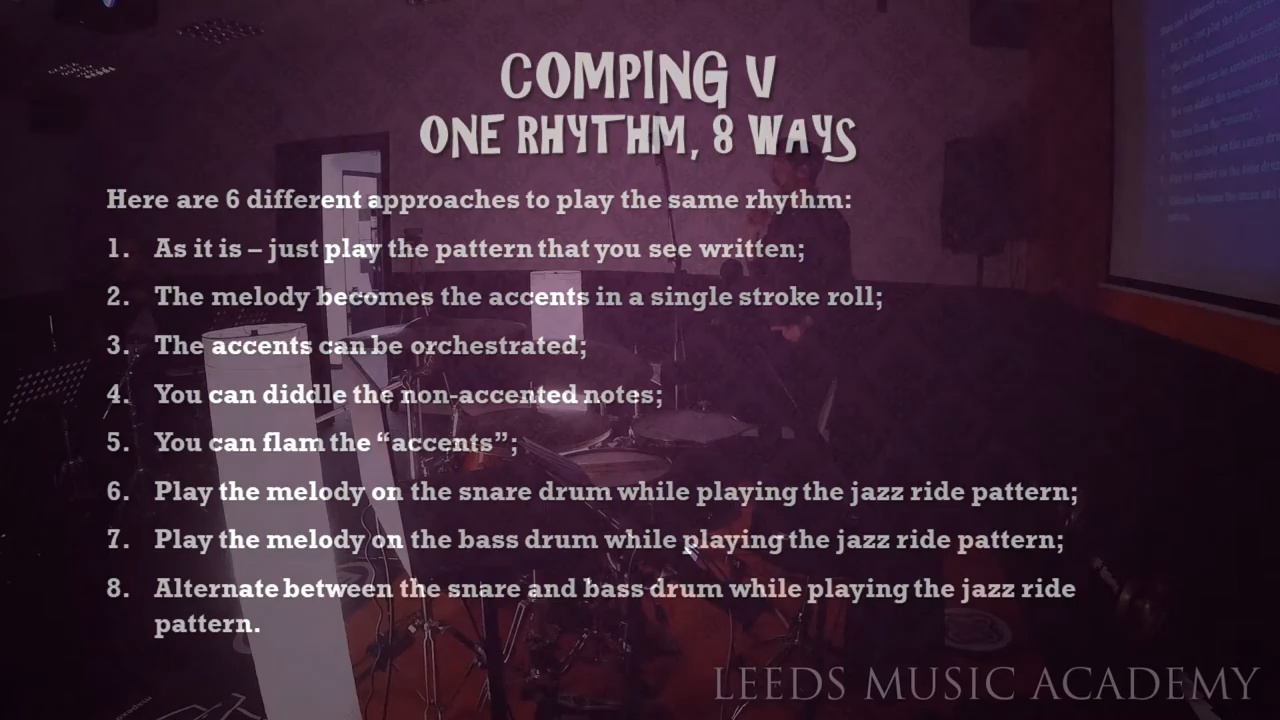 COMPING V
ONE RHYTHM, 8 WAYS
Here are 6 different approaches to play the same rhythm:
1. As it is – just play the pattern that you see written;
2. The melody becomes the accents in a single stroke roll;
3. The accents can be orchestrated;
4. You can diddle the non-accented notes;
5. You can flam the “accents”;
6. Play the melody on the snare drum while playing the jazz ride pattern;
7. Play the melody on the bass drum while playing the jazz ride pattern;
8. Alternate between the snare and bass drum while playing the jazz ride
pattern.
LEEDS MUSIC ACADEMY